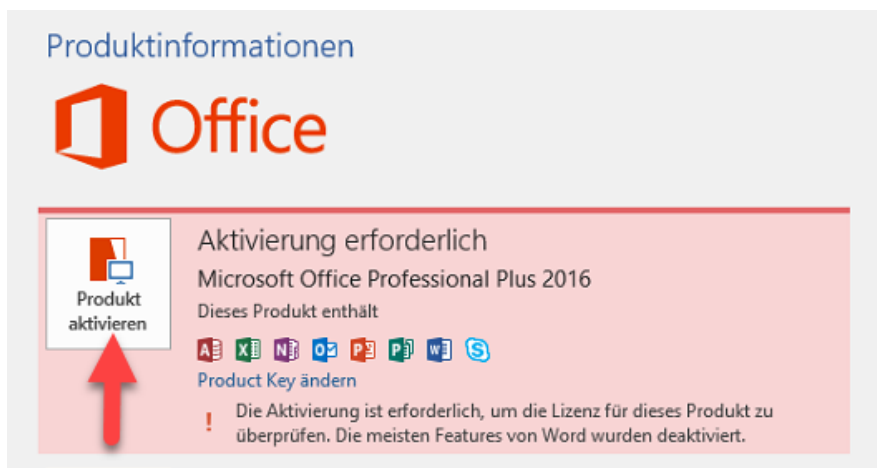 Produktinformationen
Office
Produkt
aktivieren
Aktivierung erforderlich
Microsoft Office Professional Plus 2016
Dieses Produkt enthält
Product Key ändern
! Die Aktivierung ist erforderlich, um die Lizenz für dieses Produkt zu
überprüfen. Die meisten Features von Word wurden deaktiviert.